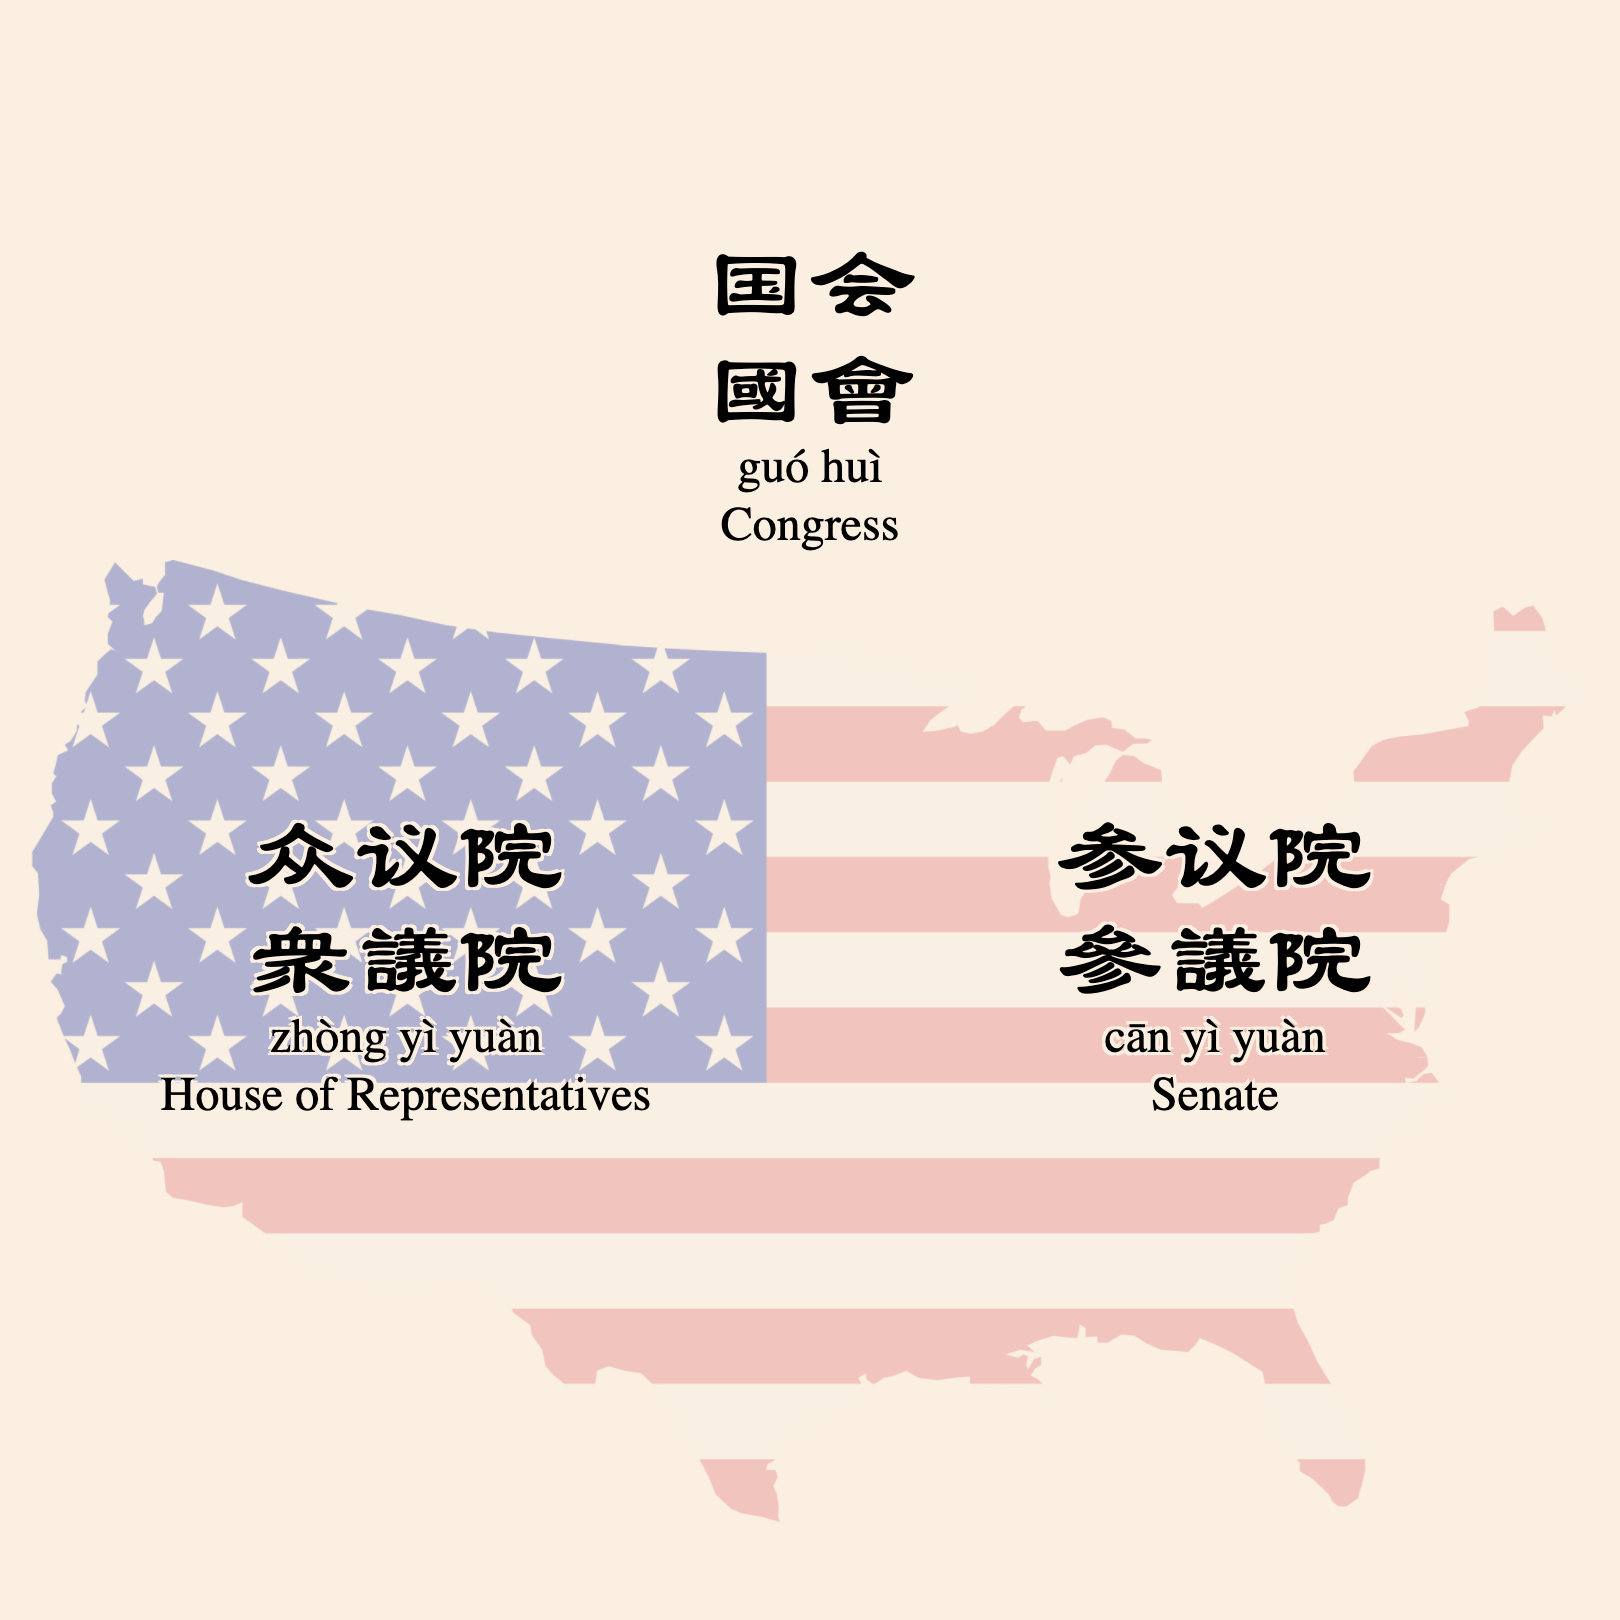 国会
國會
guó huì
Congress
众议院
衆議院
zhòng yì yuàn
House of Representatives
参议院
參議院
cān yì yuàn
Senate